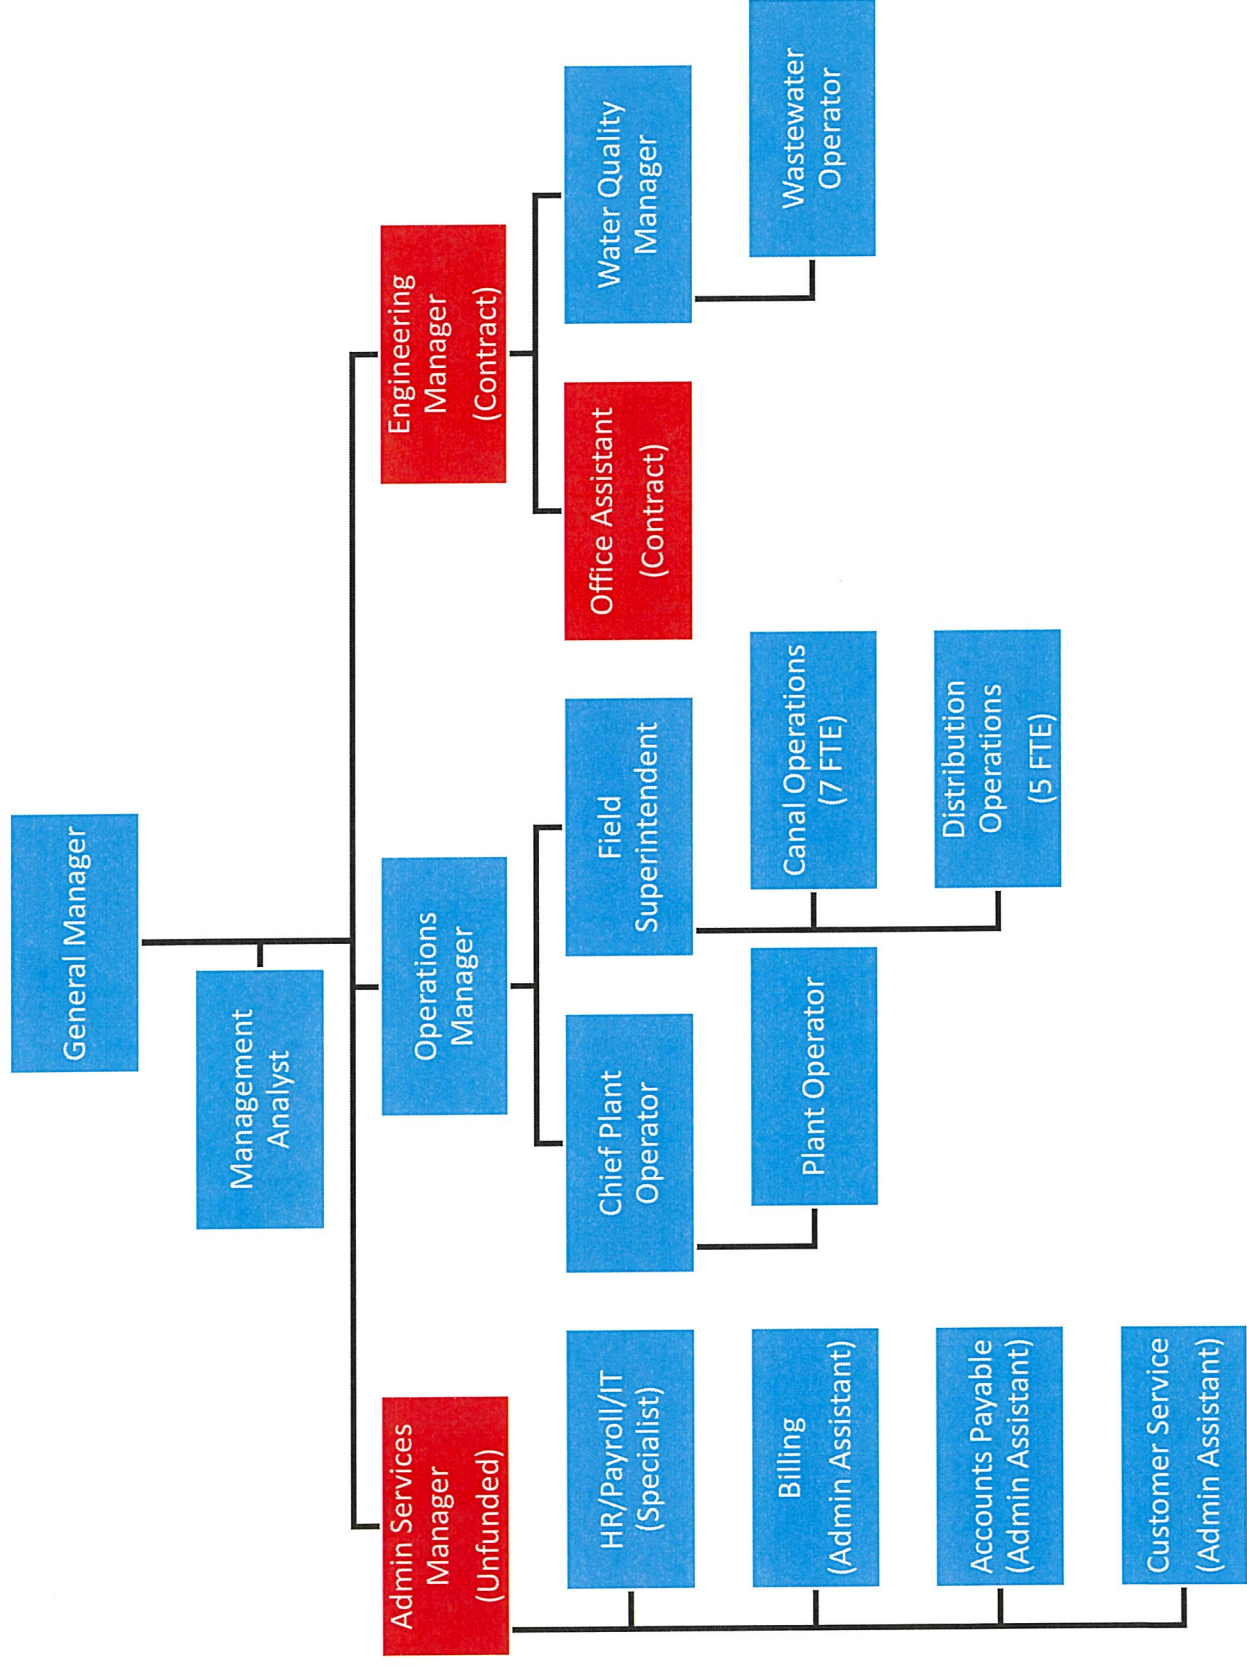 General Manager
Management
Analyst
Admin Services
Manager
(Unfunded)
Operations
Manager
Engineering
Manager
(Contract)
HR/Payroll/IT
(Specialist)
Chief Plant
Operator
Field
Superintendent
Office Assistant
(Contract)
Water Quality
Manager
Billing
(Admin Assistant)
Plant Operator
Canal Operations
(7 FTE)
Wastewater
Operator
Accounts Payable
(Admin Assistant)
Distribution
Operations
(5 FTE)
Customer Service
(Admin Assistant)